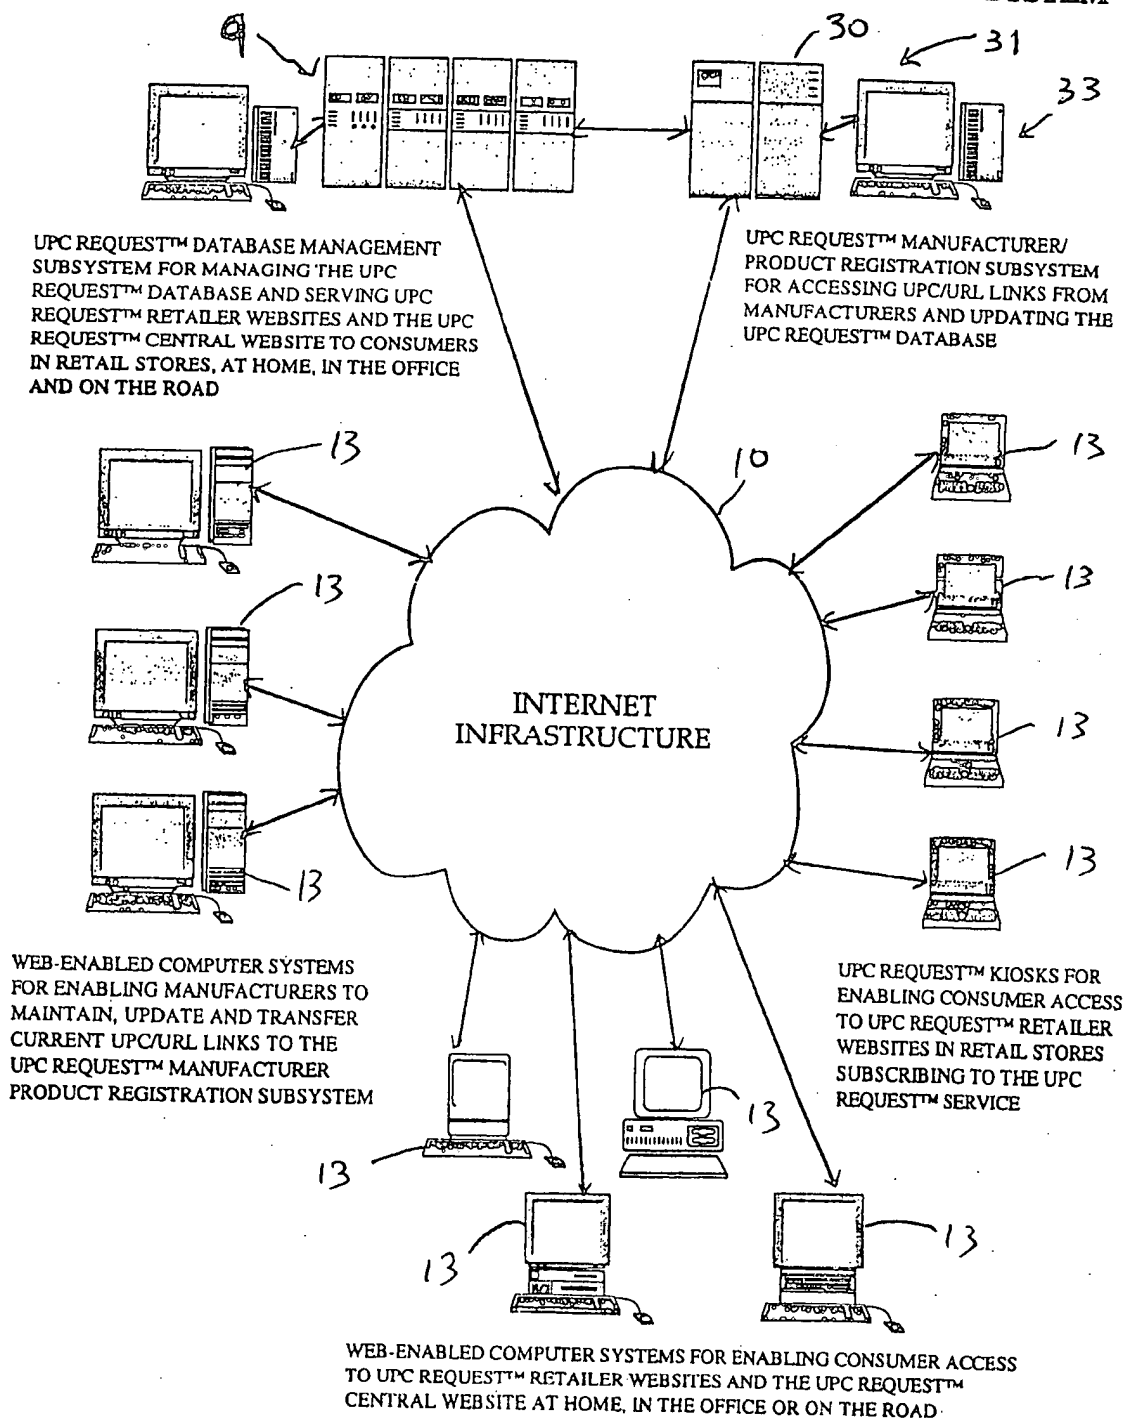 SYSTEM
9
30
31
33
UPC REQUEST™ DATABASE MANAGEMENT
SUBSYSTEM FOR MANAGING THE UPC
REQUEST™ DATABASE AND SERVING UPC
REQUEST™ RETAILER WEBSITES AND THE UPC
REQUEST™ CENTRAL WEBSITE TO CONSUMERS
IN RETAIL STORES, AT HOME, IN THE OFFICE
AND ON THE ROAD
UPC REQUEST™ MANUFACTURER/
PRODUCT REGISTRATION SUBSYSTEM
FOR ACCESSING UPC/URL LINKS FROM
MANUFACTURERS AND UPDATING THE
UPC REQUEST™ DATABASE
13
13
10
13
13
13
13
13
INTERNET
INFRASTRUCTURE
WEB-ENABLED COMPUTER SYSTEMS
FOR ENABLING MANUFACTURERS TO
MAINTAIN, UPDATE AND TRANSFER
CURRENT UPC/URL LINKS TO THE
UPC REQUEST™ MANUFACTURER
PRODUCT REGISTRATION SUBSYSTEM
UPC REQUEST™ KIOSKS FOR
ENABLING CONSUMER ACCESS
TO UPC REQUEST™ RETAILER
WEBSITES IN RETAIL STORES
SUBSCRIBING TO THE UPC
REQUEST™ SERVICE
13
13
13
13
WEB-ENABLED COMPUTER SYSTEMS FOR ENABLING CONSUMER ACCESS
TO UPC REQUEST™ RETAILER WEBSITES AND THE UPC REQUEST™
CENTRAL WEBSITE AT HOME, IN THE OFFICE OR ON THE ROAD